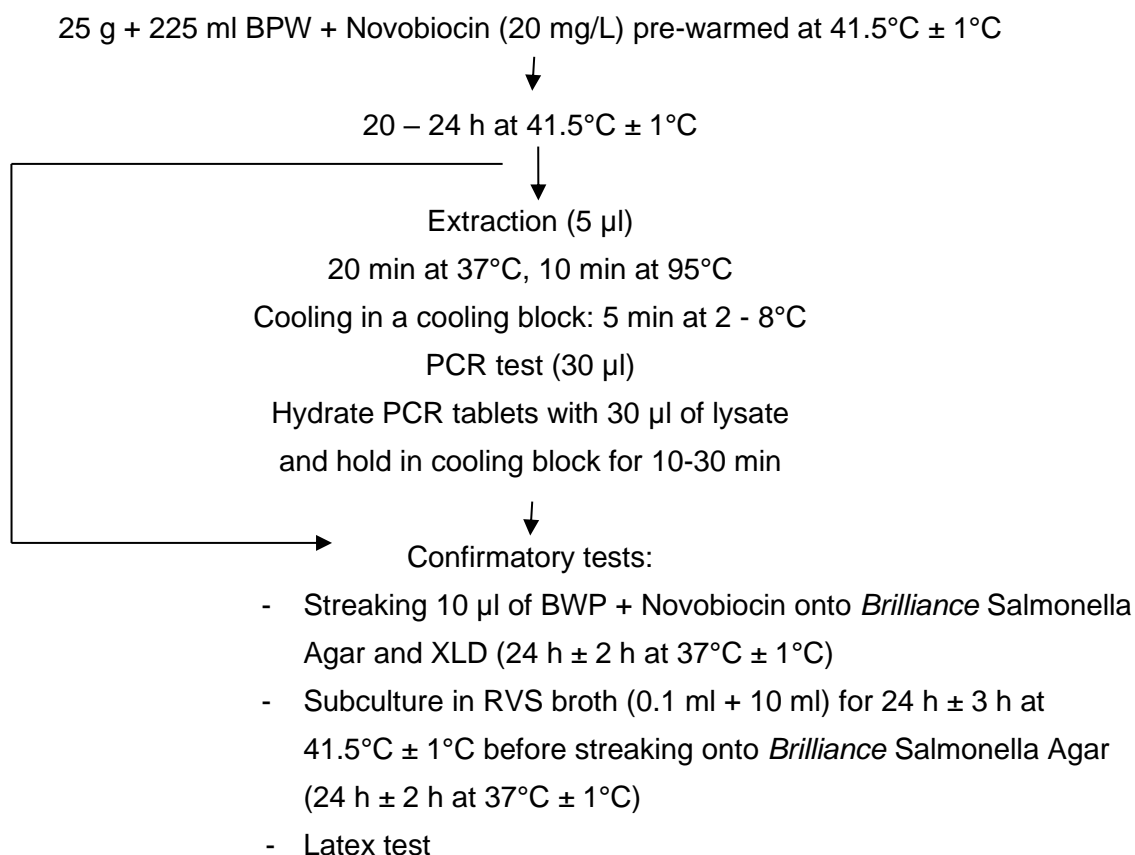 25 g + 225 ml BPW + Novobiocin (20 mg/L) pre-warmed at 41.5°C ± 1°C
20 – 24 h at 41.5°C ± 1°C
Extraction (5 µl)
20 min at 37°C, 10 min at 95°C
Cooling in a cooling block: 5 min at 2 - 8°C
PCR test (30 µl)
Hydrate PCR tablets with 30 µl of lysate
and hold in cooling block for 10-30 min
Confirmatory tests:
- Streaking 10 µl of BWP + Novobiocin onto Brilliance Salmonella
Agar and XLD (24 h ± 2 h at 37°C ± 1°C)
- Subculture in RVS broth (0.1 ml + 10 ml) for 24 h ± 3 h at
41.5°C ± 1°C before streaking onto Brilliance Salmonella Agar
(24 h ± 2 h at 37°C ± 1°C)
- Latex test